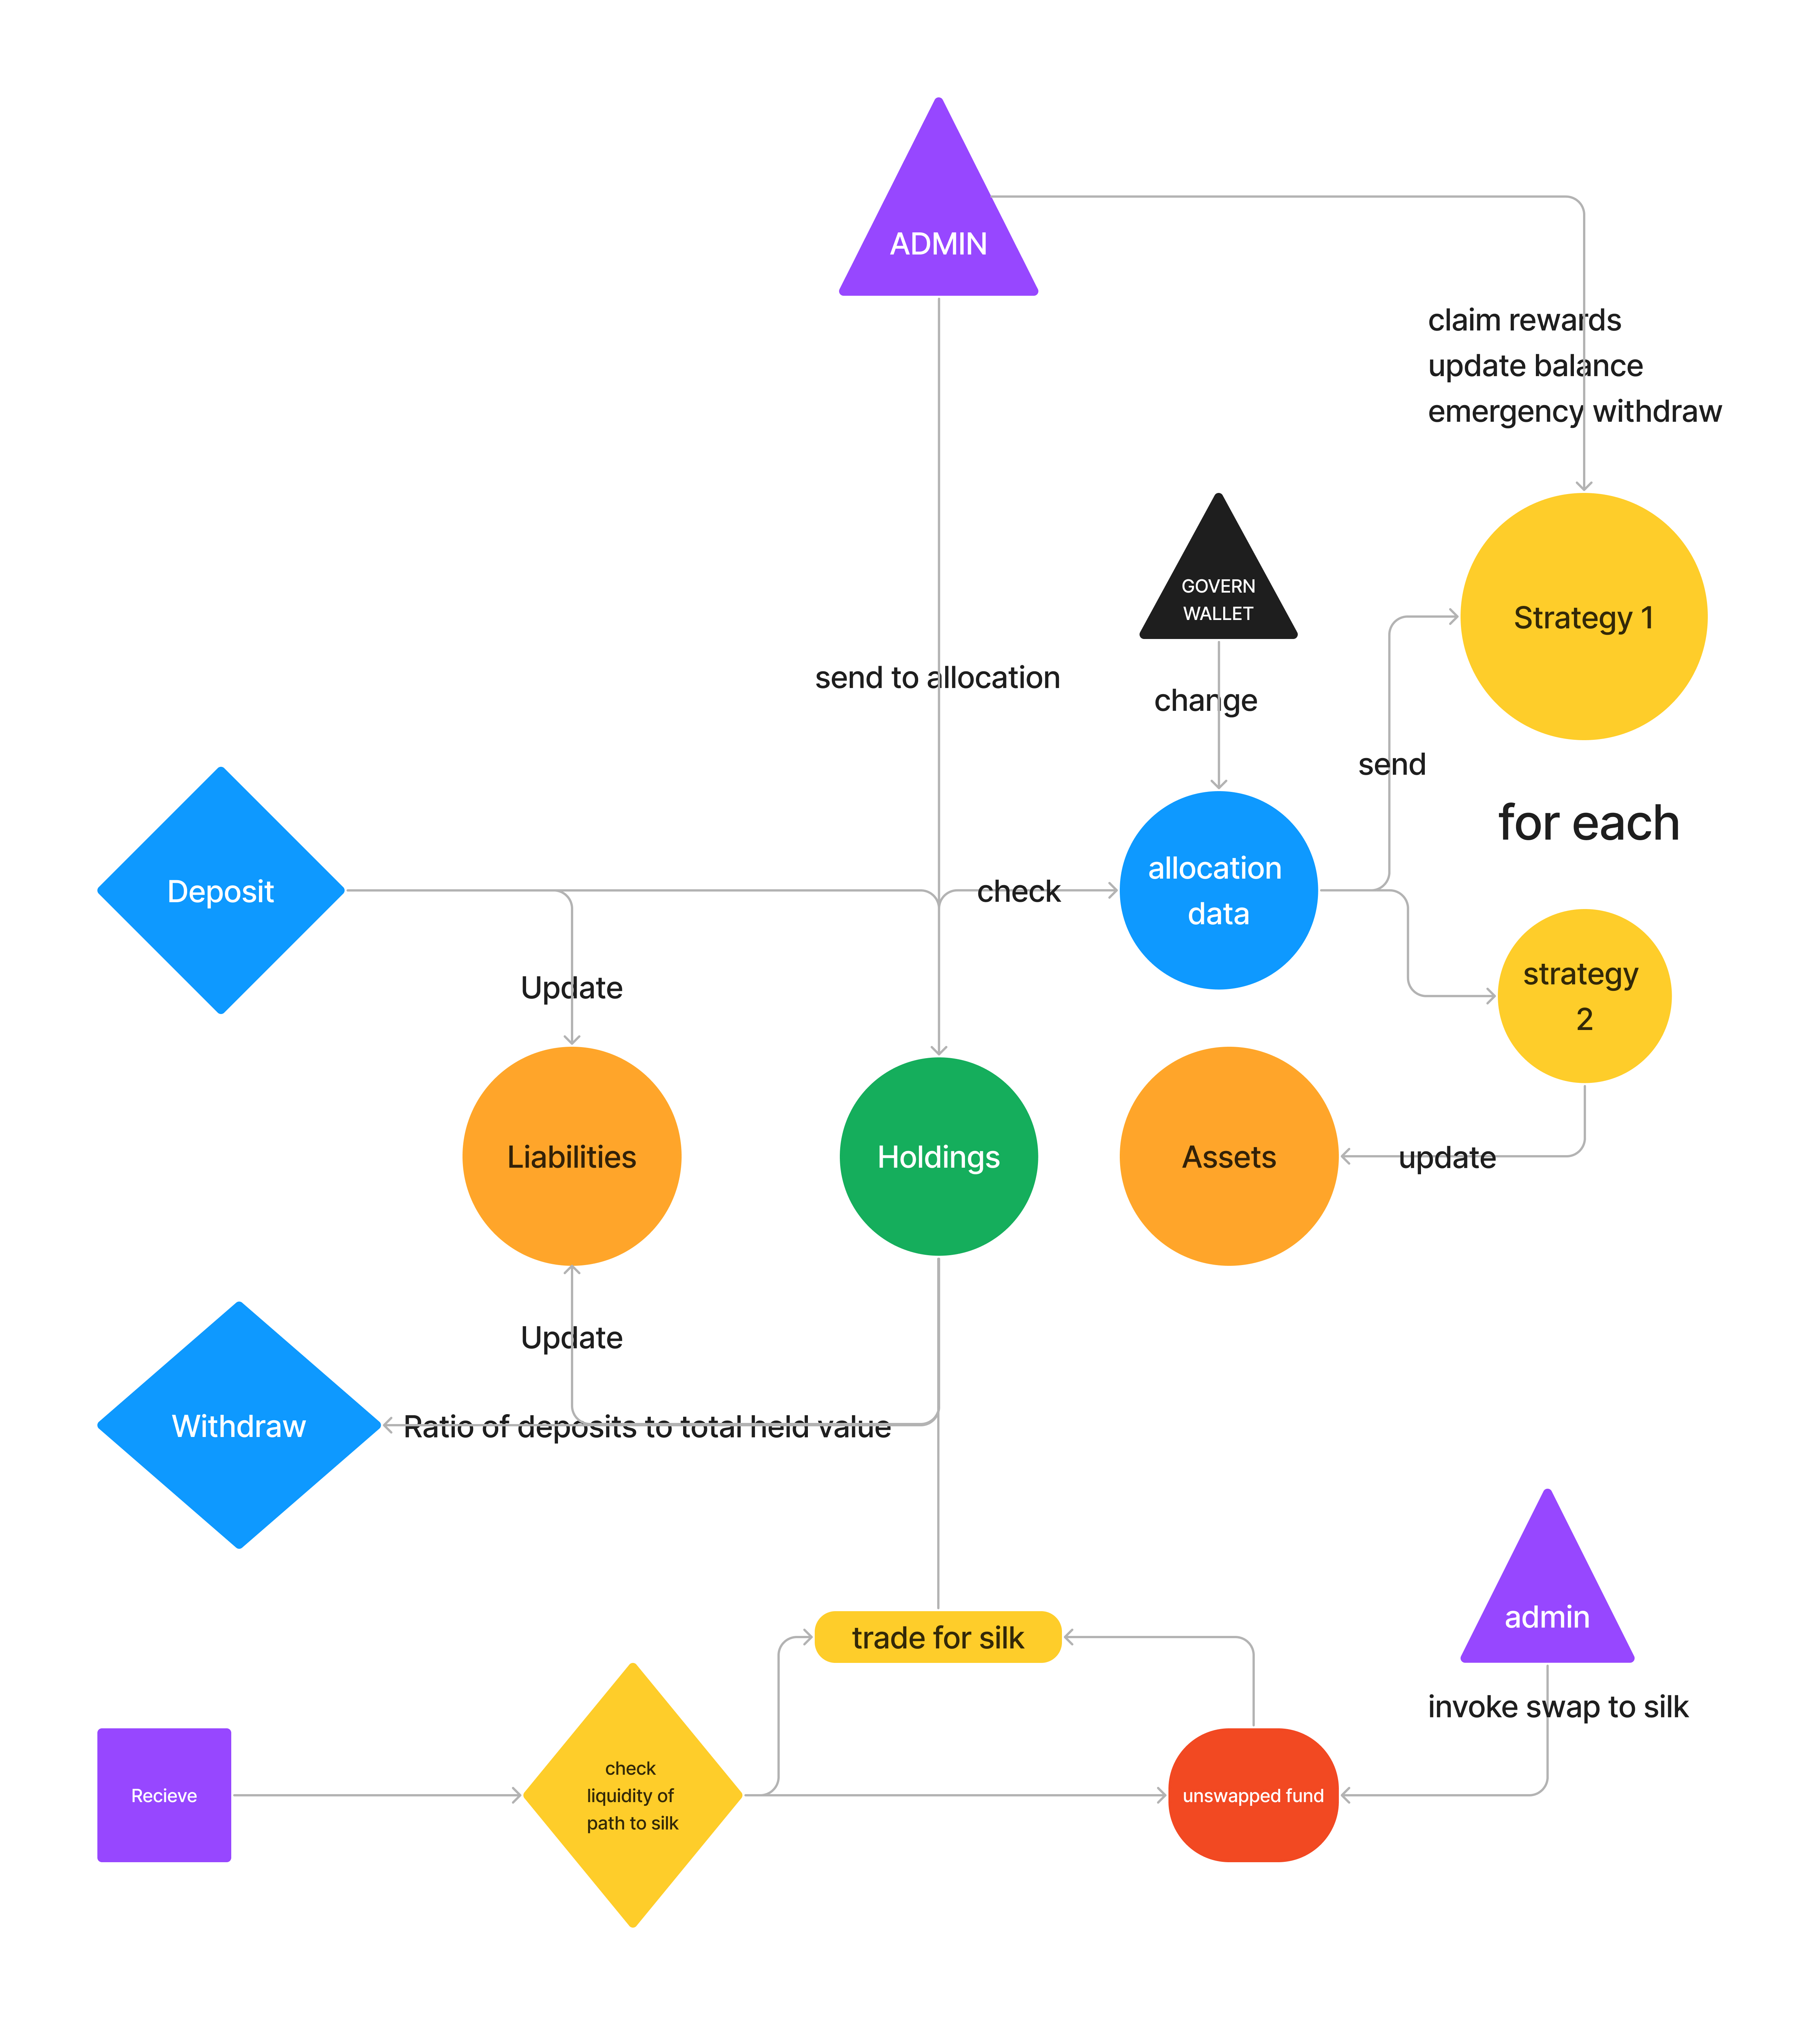 ADMIN
claim rewards
update balance
emergency withdraw
GOVERN
WALLET
Strategy 1
send to allocation
change
send
for each
Deposit
check
allocation
data
Update
strategy
2
Liabilities
Holdings
Assets
update
Update
Withdraw
Ratio of deposits to total held value
admin
trade for silk
invoke swap to silk
Recieve
check
liquidity of
path to silk
unswapped fund